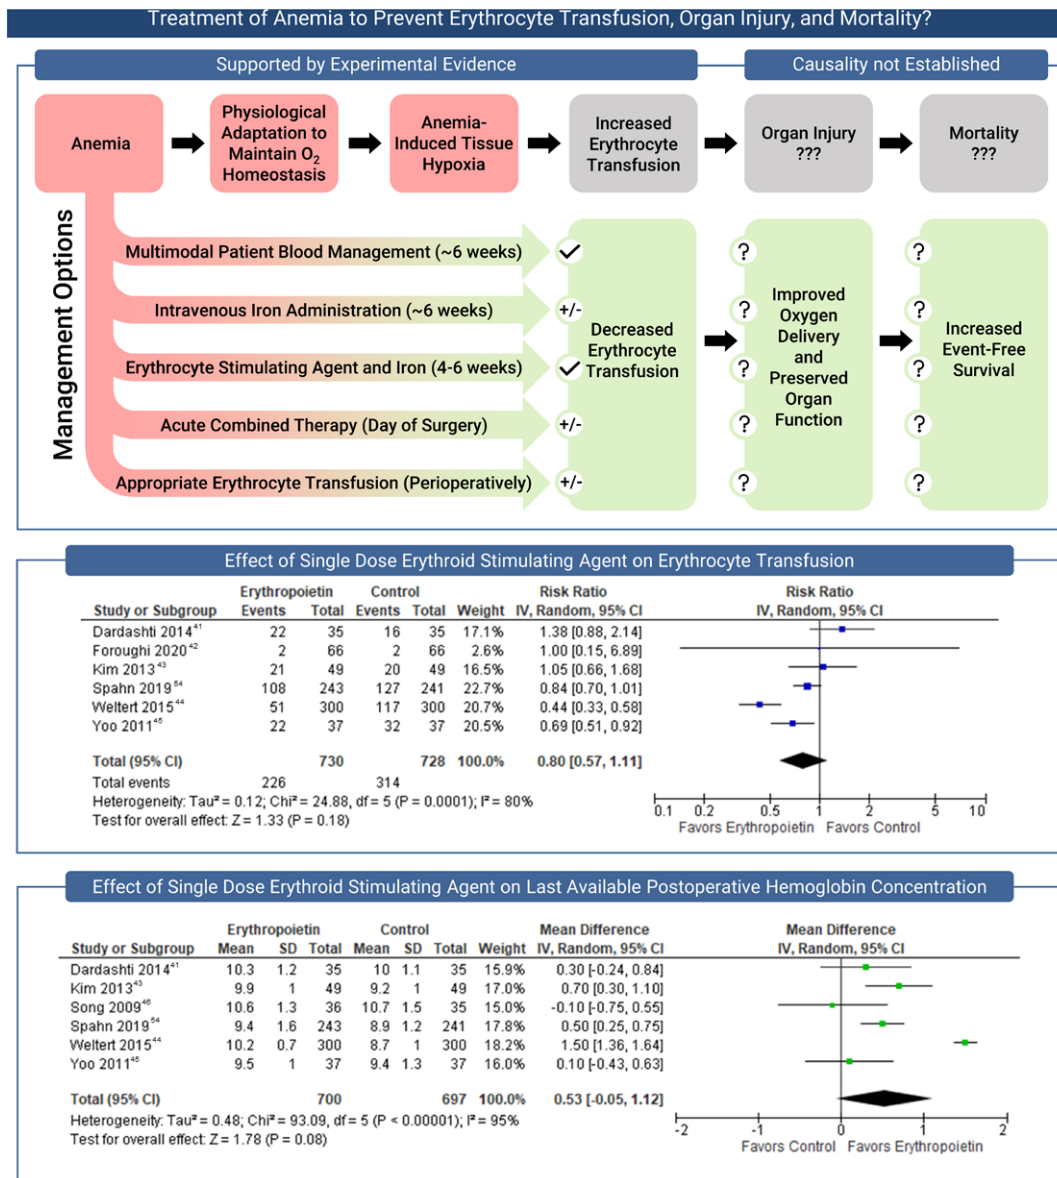 Treatment of Anemia to Prevent Erythrocyte Transfusion, Organ Injury, and Mortality?
Supported by Experimental Evidence
Causality not Established
Anemia
Physiological
Adaptation to
Maintain O₂
Homeostasis
Anemia-
Induced Tissue
Hypoxia
Increased
Erythrocyte
Transfusion
Organ Injury
???
Mortality
???
Management Options
Multimodal Patient Blood Management (~6 weeks)
Intravenous Iron Administration (~6 weeks)
Erythrocyte Stimulating Agent and Iron (4-6 weeks)
Acute Combined Therapy (Day of Surgery)
Appropriate Erythrocyte Transfusion (Perioperatively)
✓
+/-
✓
+/-
+/-
Decreased
Erythrocyte
Transfusion
?
?
?
?
?
Improved
Oxygen
Delivery
and
Preserved
Organ
Function
?
?
?
?
?
Increased
Event-Free
Survival
Effect of Single Dose Erythroid Stimulating Agent on Erythrocyte Transfusion
Erythropoietin Control Risk Ratio Risk Ratio
Study or Subgroup Events Total Events Total Weight IV, Random, 95% CI IV, Random, 95% CI
Dardashti 2014⁴¹ 22 35 16 35 17.1% 1.38 [0.88, 2.14]
Foroughi 2020⁴² 2 66 2 66 2.6% 1.00 [0.15, 6.89]
Kim 2013⁴³ 21 49 20 49 16.5% 1.05 [0.66, 1.68]
Spahn 2019⁵⁴ 108 243 127 241 22.7% 0.84 [0.70, 1.01]
Weltert 2015⁴⁴ 51 300 117 300 20.7% 0.44 [0.33, 0.58]
Yoo 2011⁴⁵ 22 37 32 37 20.5% 0.69 [0.51, 0.92]
Total (95% CI) 730 728 100.0% 0.80 [0.57, 1.11]
Total events 226 314
Heterogeneity: Tau² = 0.12; Chi² = 24.88, df = 5 (P = 0.0001); I² = 80%
Test for overall effect: Z = 1.33 (P = 0.18)
0.1 0.2 0.5 1 2 5 10
Favors Erythropoietin Favors Control
Effect of Single Dose Erythroid Stimulating Agent on Last Available Postoperative Hemoglobin Concentration
Erythropoietin Control Mean Difference Mean Difference
Study or Subgroup Mean SD Total Mean SD Total Weight IV, Random, 95% CI IV, Random, 95% CI
Dardashti 2014⁴¹ 10.3 1.2 35 10 1.1 35 15.9% 0.30 [-0.24, 0.84]
Kim 2013⁴³ 9.9 1 49 9.2 1 49 17.0% 0.70 [0.30, 1.10]
Song 2009⁴⁶ 10.6 1.3 36 10.7 1.5 35 15.0% -0.10 [-0.75, 0.55]
Spahn 2019⁵⁴ 9.4 1.6 243 8.9 1.2 241 17.8% 0.50 [0.25, 0.75]
Weltert 2015⁴⁴ 10.2 0.7 300 8.7 1 300 18.2% 1.50 [1.36, 1.64]
Yoo 2011⁴⁵ 9.5 1 37 9.4 1.3 37 16.0% 0.10 [-0.43, 0.63]
Total (95% CI) 700 697 100.0% 0.53 [-0.05, 1.12]
Heterogeneity: Tau² = 0.48; Chi² = 93.09, df = 5 (P < 0.00001); I² = 95%
Test for overall effect: Z = 1.78 (P = 0.08)
-2 -1 0 1 2
Favors Control Favors Erythropoietin